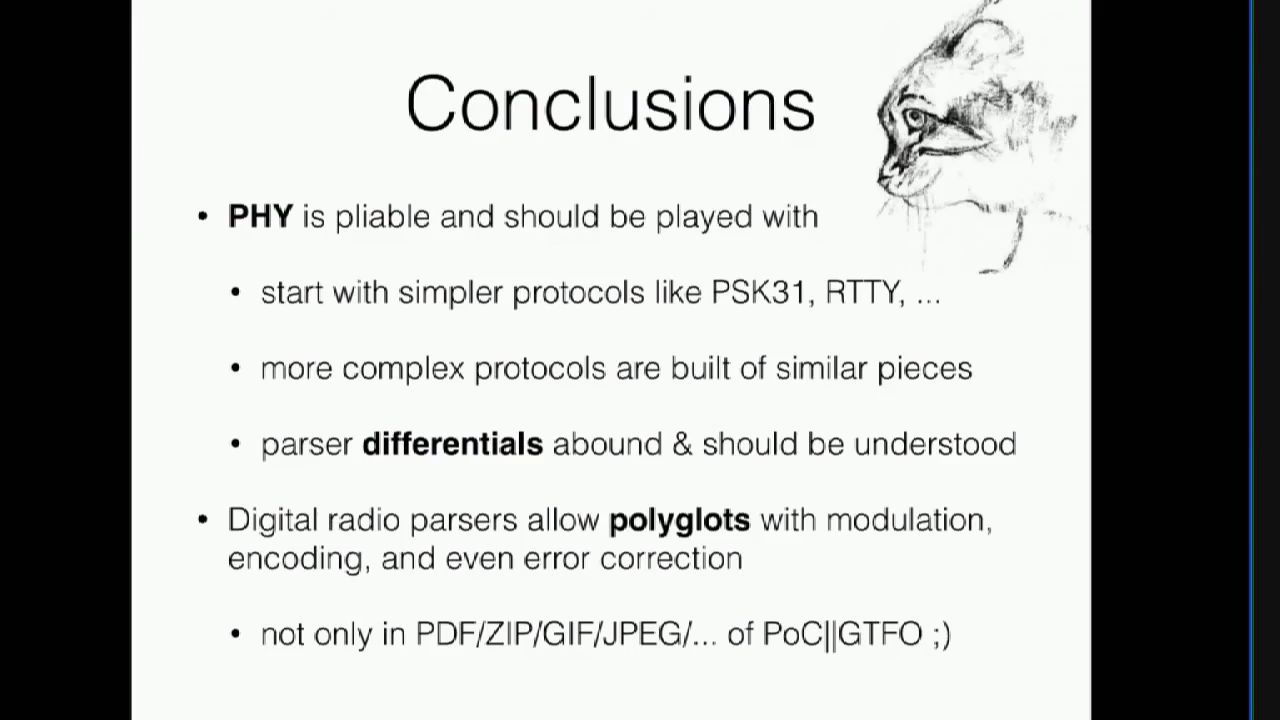 Conclusions
• PHY is pliable and should be played with
• start with simpler protocols like PSK31, RTTY, ...
• more complex protocols are built of similar pieces
• parser differentials abound & should be understood
• Digital radio parsers allow polyglots with modulation,
encoding, and even error correction
• not only in PDF/ZIP/GIF/JPEG/... of PoC||GTFO ;)